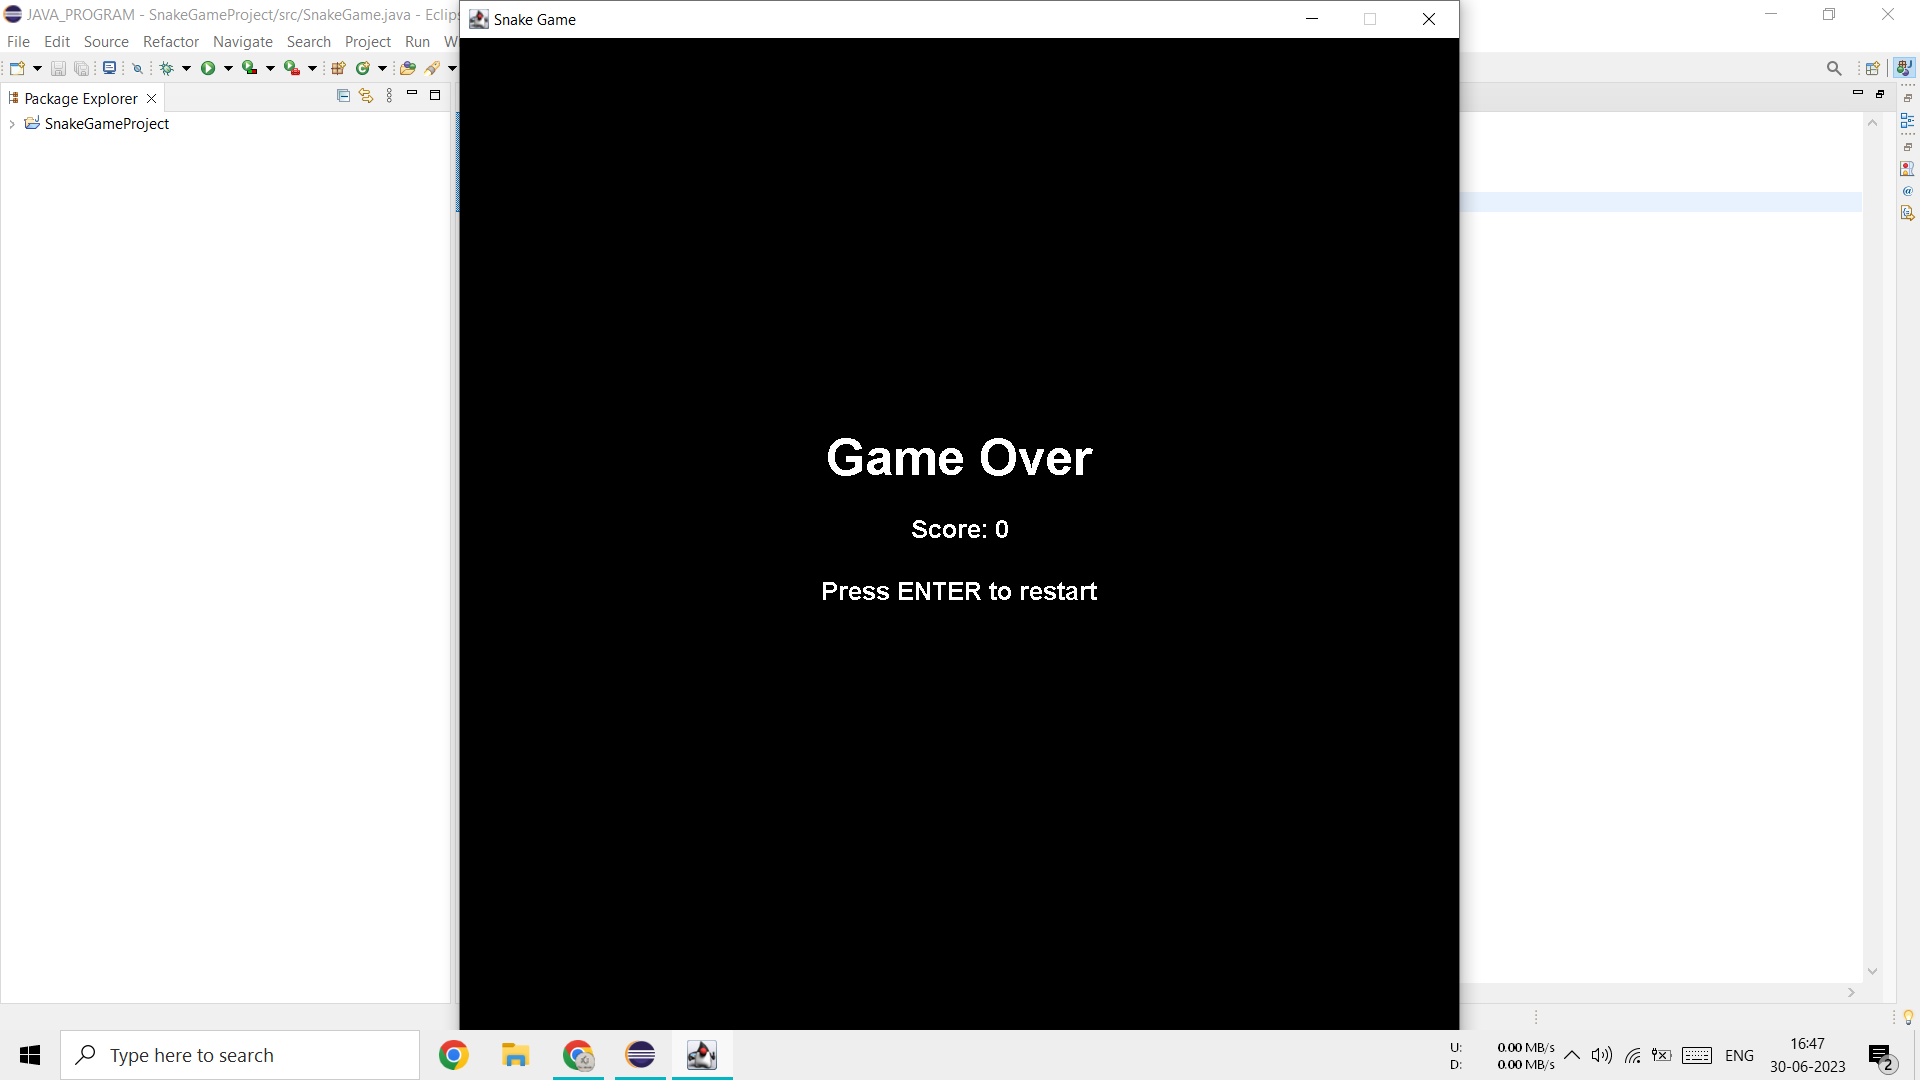 JAVA_PROGRAM - SnakeGameProject/src/SnakeGame.java - Eclips
Snake Game
File Edit Source Refactor Navigate Search Project Run W
Package Explorer
SnakeGameProject
Game Over
Score: 0
Press ENTER to restart
Type here to search
U: 0.00 MB/s
D: 0.00 MB/s
ENG
16:47
30-06-2023
2